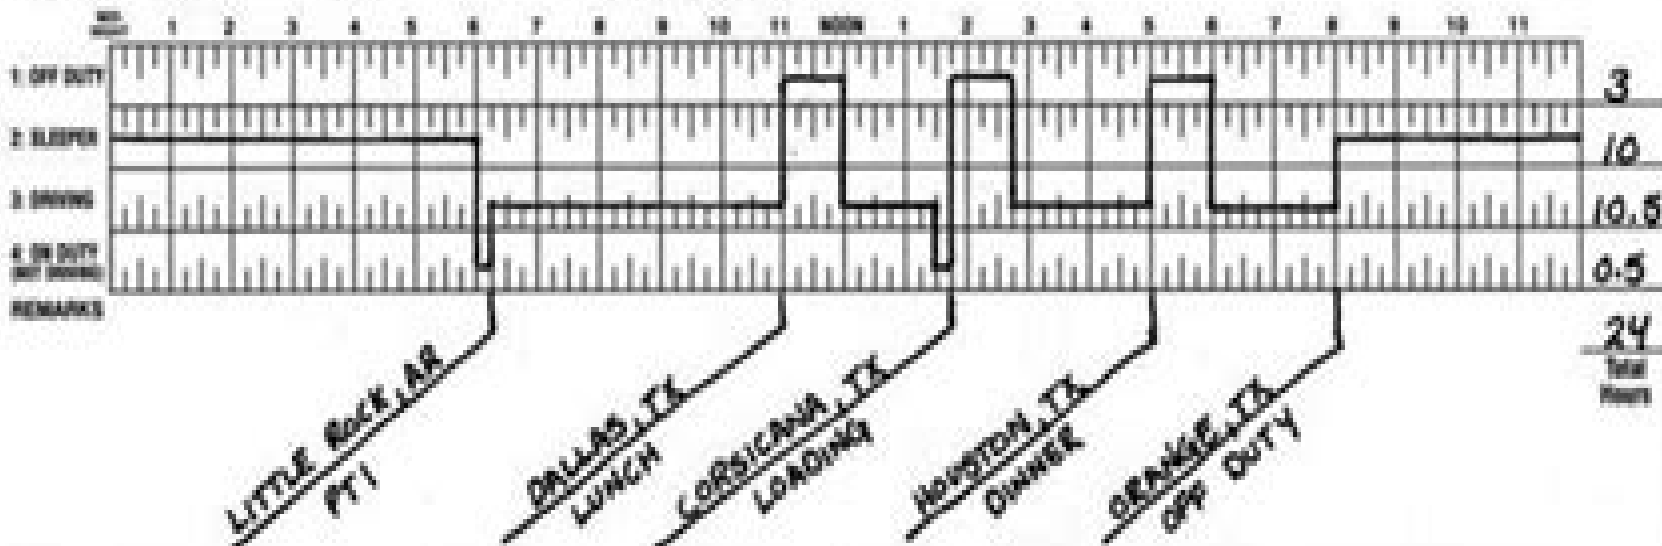 MID-NIGHT 1 2 3 4 5 6 7 8 9 10 11 NOON 1 2 3 4 5 6 7 8 9 10 11
1: OFF DUTY 3
2: SLEEPER 10
3: DRIVING 10.5
4: ON DUTY (NOT DRIVING) 0.5
REMARKS
24
Total
Hours
LITTLE ROCK, AR
PTI
DALLAS, TX
LUNCH
CORSICANA, TX
LOADING
HOUSTON, TX
DINNER
ORANGE, TX
OFF DUTY